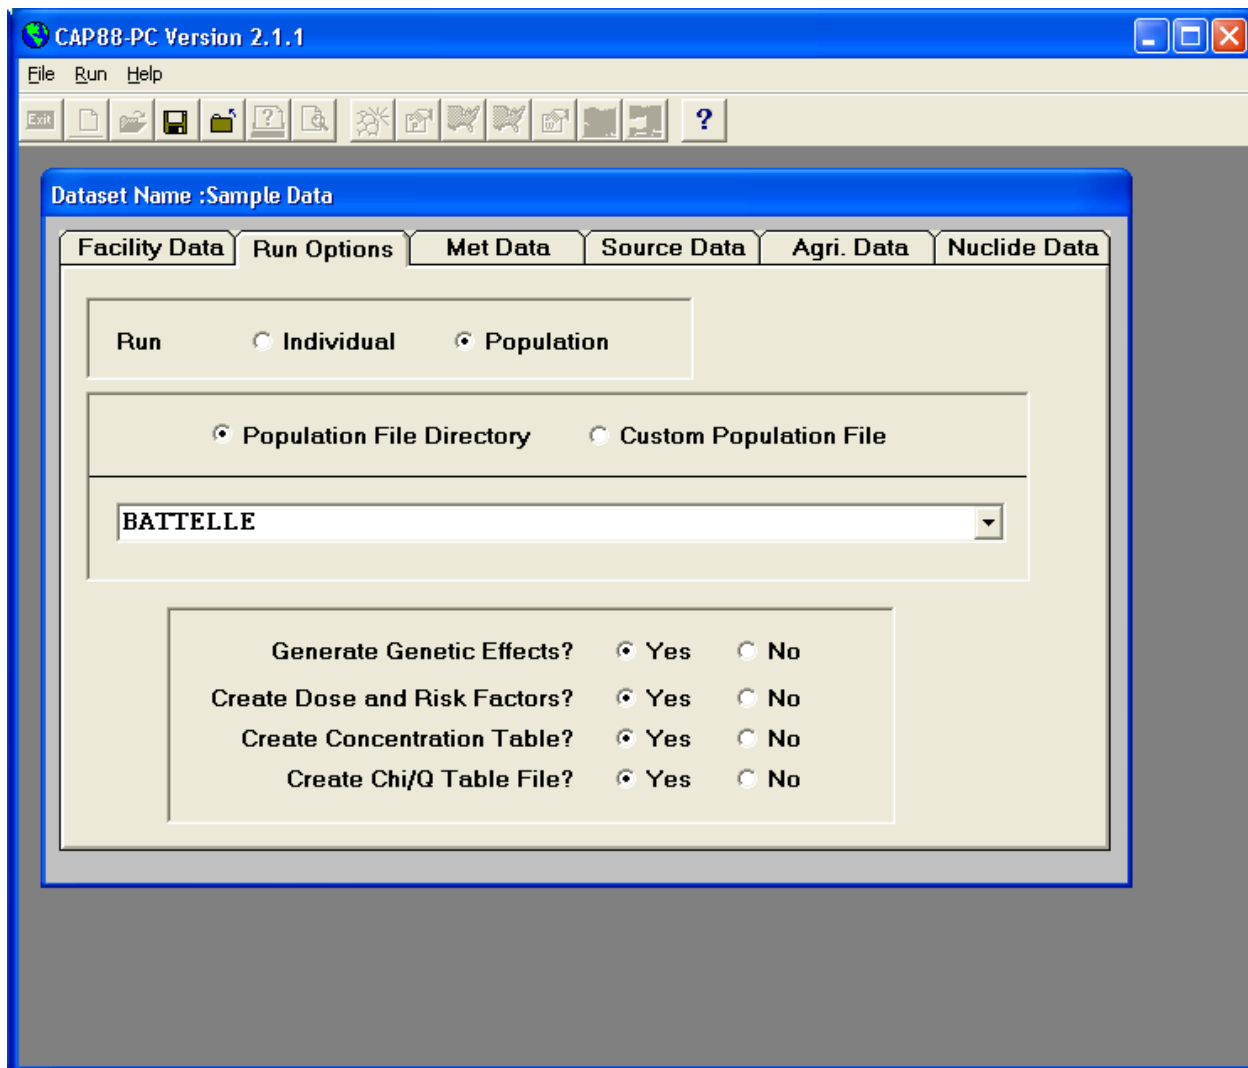 CAP88-PC Version 2.1.1
File Run Help
Exit ?
Dataset Name :Sample Data
Facility Data Run Options Met Data Source Data Agri. Data Nuclide Data
Run Individual Population
Population File Directory Custom Population File
BATTELLE
Generate Genetic Effects? Yes No
Create Dose and Risk Factors? Yes No
Create Concentration Table? Yes No
Create Chi/Q Table File? Yes No